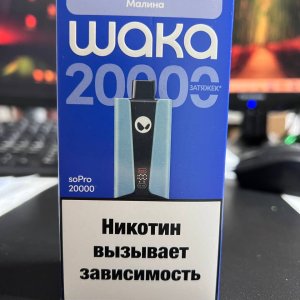 Малина
WAKA
20000
ЗАТЯЖЕК*
soPro
20000
Никотин
вызывает
зависимость